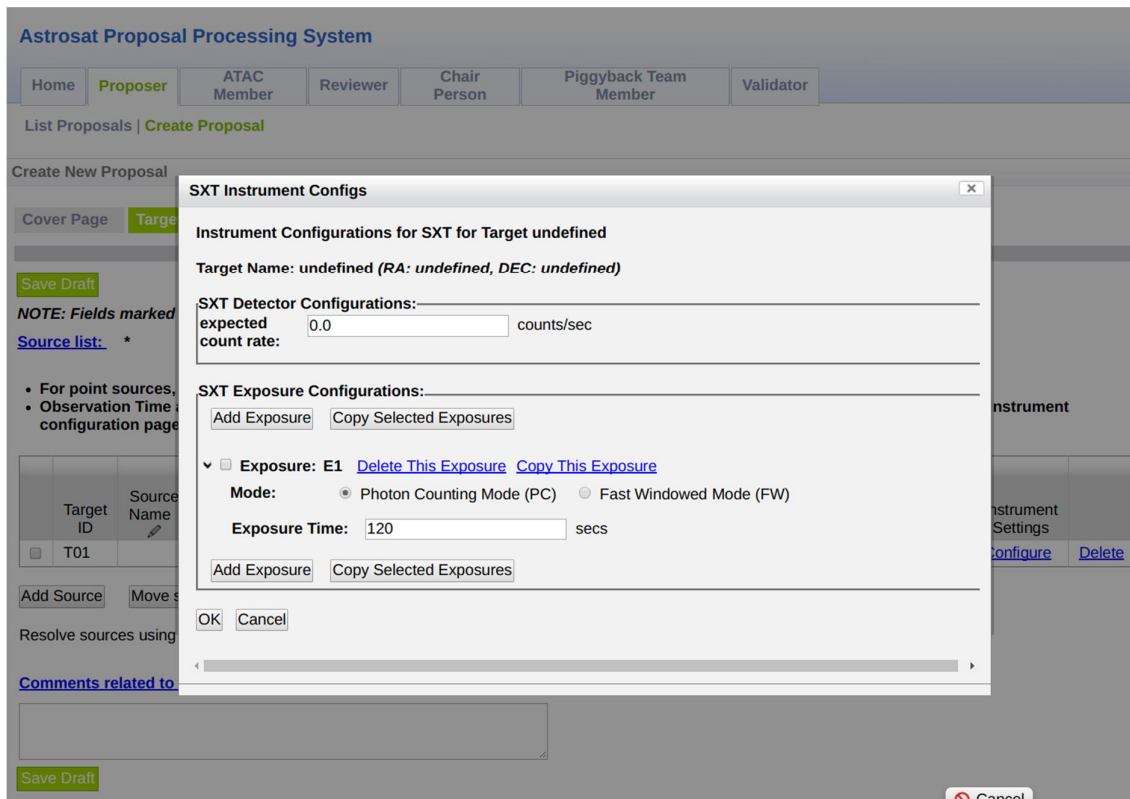 Astrosat Proposal Processing System
Home
Proposer
ATAC
Member
Reviewer
Chair
Person
Piggyback Team
Member
Validator
List Proposals | Create Proposal
Create New Proposal
Cover Page
Targe
SXT Instrument Configs
Instrument Configurations for SXT for Target undefined
Target Name: undefined (RA: undefined, DEC: undefined)
SXT Detector Configurations:
expected
count rate:
0.0
counts/sec
SXT Exposure Configurations:
Add Exposure
Copy Selected Exposures
Exposure: E1 Delete This Exposure Copy This Exposure
Mode: Photon Counting Mode (PC) Fast Windowed Mode (FW)
Exposure Time: 120 secs
Add Exposure
Copy Selected Exposures
OK
Cancel
Save Draft
NOTE: Fields marked
Source list: *
• For point sources,
• Observation Time
nstrument
configuration page
Target
ID
Source
Name
nstrument
Settings
T01
Configure
Delete
Add Source
Move s
Resolve sources using
Comments related to
Save Draft
Cancel